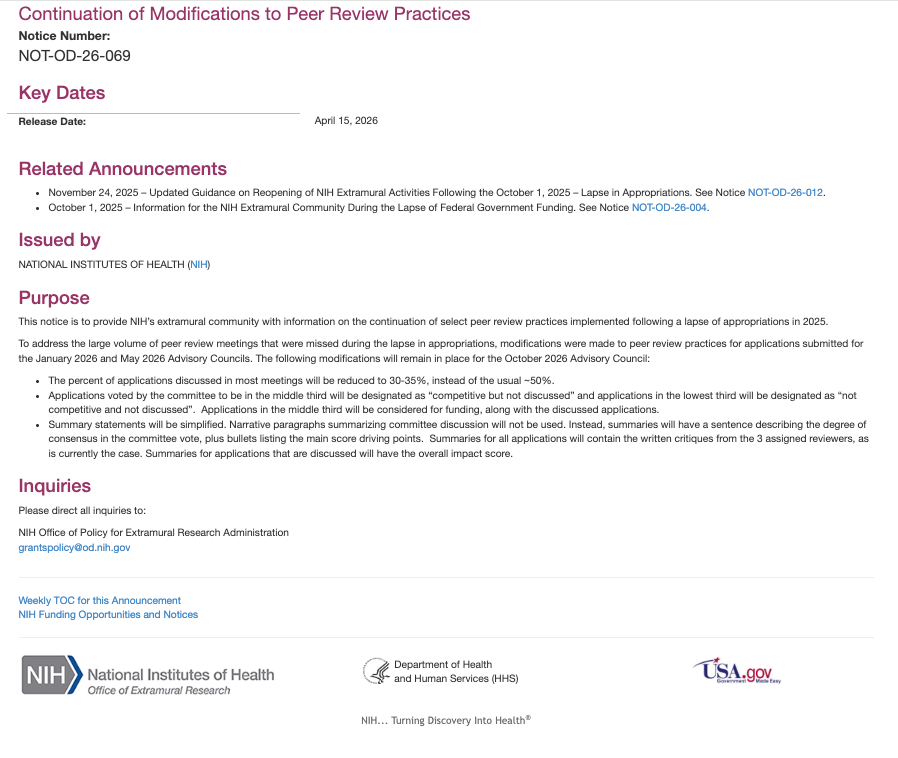 Continuation of Modifications to Peer Review Practices
Notice Number:
NOT-OD-26-069
Key Dates
Release Date: April 15, 2026
Related Announcements
• November 24, 2025 – Updated Guidance on Reopening of NIH Extramural Activities Following the October 1, 2025 – Lapse in Appropriations. See Notice NOT-OD-26-012.
• October 1, 2025 – Information for the NIH Extramural Community During the Lapse of Federal Government Funding. See Notice NOT-OD-26-004.
Issued by
NATIONAL INSTITUTES OF HEALTH (NIH)
Purpose
This notice is to provide NIH's extramural community with information on the continuation of select peer review practices implemented following a lapse of appropriations in 2025.
To address the large volume of peer review meetings that were missed during the lapse in appropriations, modifications were made to peer review practices for applications submitted for
the January 2026 and May 2026 Advisory Councils. The following modifications will remain in place for the October 2026 Advisory Council:
• The percent of applications discussed in most meetings will be reduced to 30-35%, instead of the usual ~50%.
• Applications voted by the committee to be in the middle third will be designated as "competitive but not discussed" and applications in the lowest third will be designated as "not
competitive and not discussed". Applications in the middle third will be considered for funding, along with the discussed applications.
• Summary statements will be simplified. Narrative paragraphs summarizing committee discussion will not be used. Instead, summaries will have a sentence describing the degree of
consensus in the committee vote, plus bullets listing the main score driving points. Summaries for all applications will contain the written critiques from the 3 assigned reviewers, as
is currently the case. Summaries for applications that are discussed will have the overall impact score.
Inquiries
Please direct all inquiries to:
NIH Office of Policy for Extramural Research Administration
grantspolicy@od.nih.gov
Weekly TOC for this Announcement
NIH Funding Opportunities and Notices
NIH National Institutes of Health
Office of Extramural Research
Department of Health
and Human Services (HHS)
USA.gov
Government Made Easy
NIH... Turning Discovery Into Health®